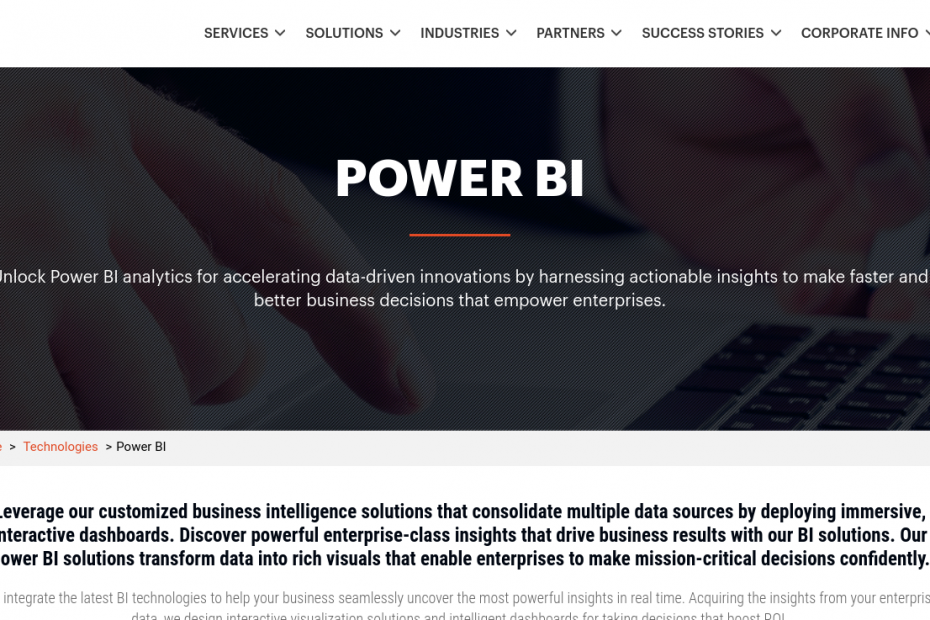 SERVICES SOLUTIONS INDUSTRIES PARTNERS SUCCESS STORIES CORPORATE INFO
POWER BI
Unlock Power BI analytics for accelerating data-driven innovations by harnessing actionable insights to make faster and
better business decisions that empower enterprises.
> Technologies > Power BI
Leverage our customized business intelligence solutions that consolidate multiple data sources by deploying immersive,
interactive dashboards. Discover powerful enterprise-class insights that drive business results with our BI solutions. Our
Power BI solutions transform data into rich visuals that enable enterprises to make mission-critical decisions confidently.
integrate the latest BI technologies to help your business seamlessly uncover the most powerful insights in real time. Acquiring the insights from your
data, we design interactive visualization solutions and intelligent dashboards for taking decisions that boost ROI.